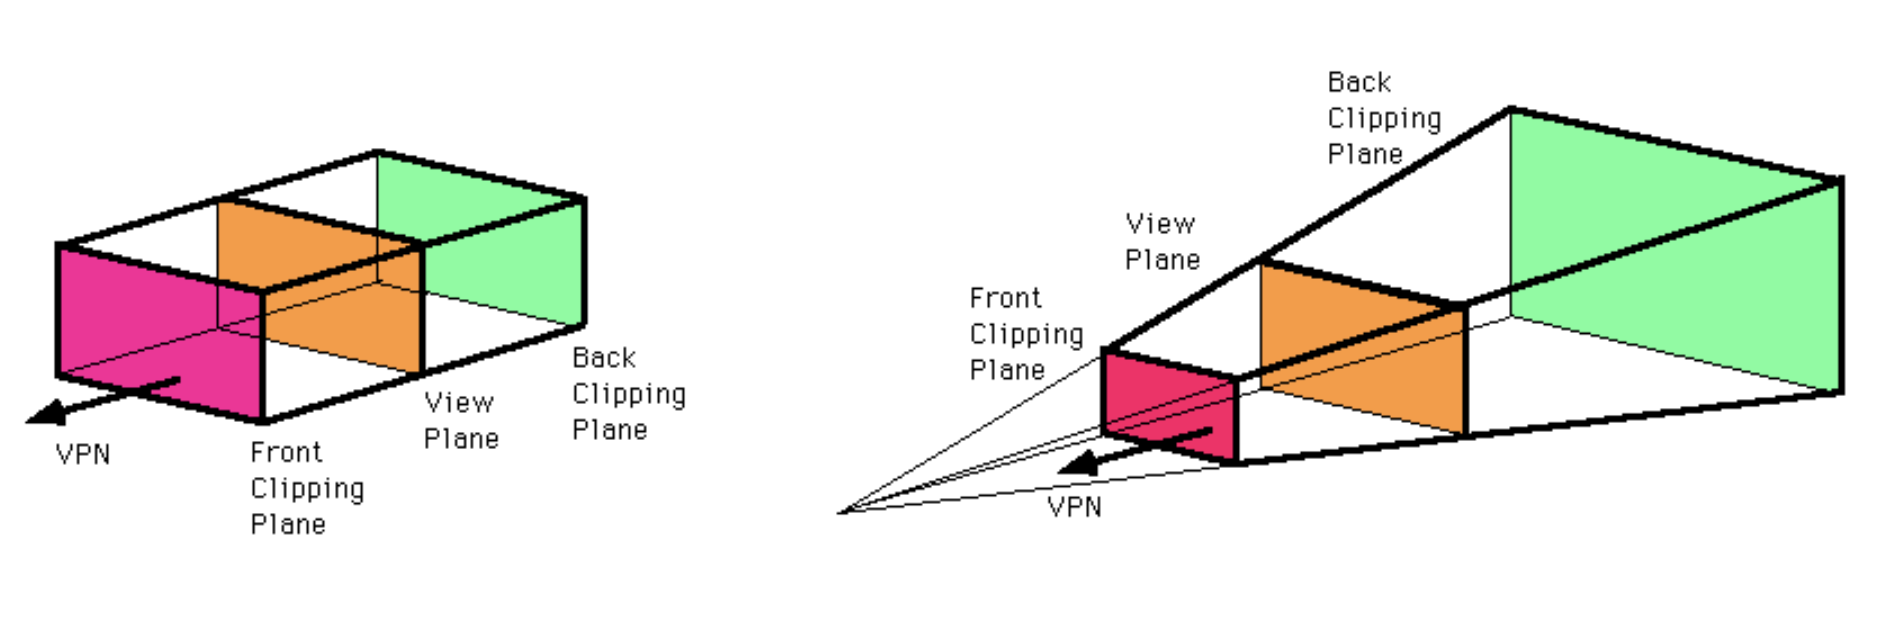 VPN
Front
Clipping
Plane
View
Plane
Back
Clipping
Plane
Front
Clipping
Plane
View
Plane
Back
Clipping
Plane
VPN